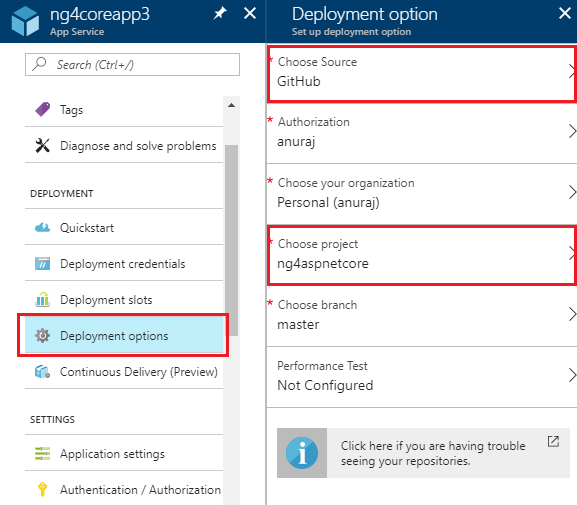 ng4coreapp3
App Service
Search (Ctrl+/)
Tags
Diagnose and solve problems
DEPLOYMENT
Quickstart
Deployment credentials
Deployment slots
Deployment options
Continuous Delivery (Preview)
SETTINGS
Application settings
Authentication / Authorization
Deployment option
Set up deployment option
* Choose Source
GitHub
* Authorization
anuraj
* Choose your organization
Personal (anuraj)
* Choose project
ng4aspnetcore
* Choose branch
master
Performance Test
Not Configured
Click here if you are having trouble
seeing your repositories.